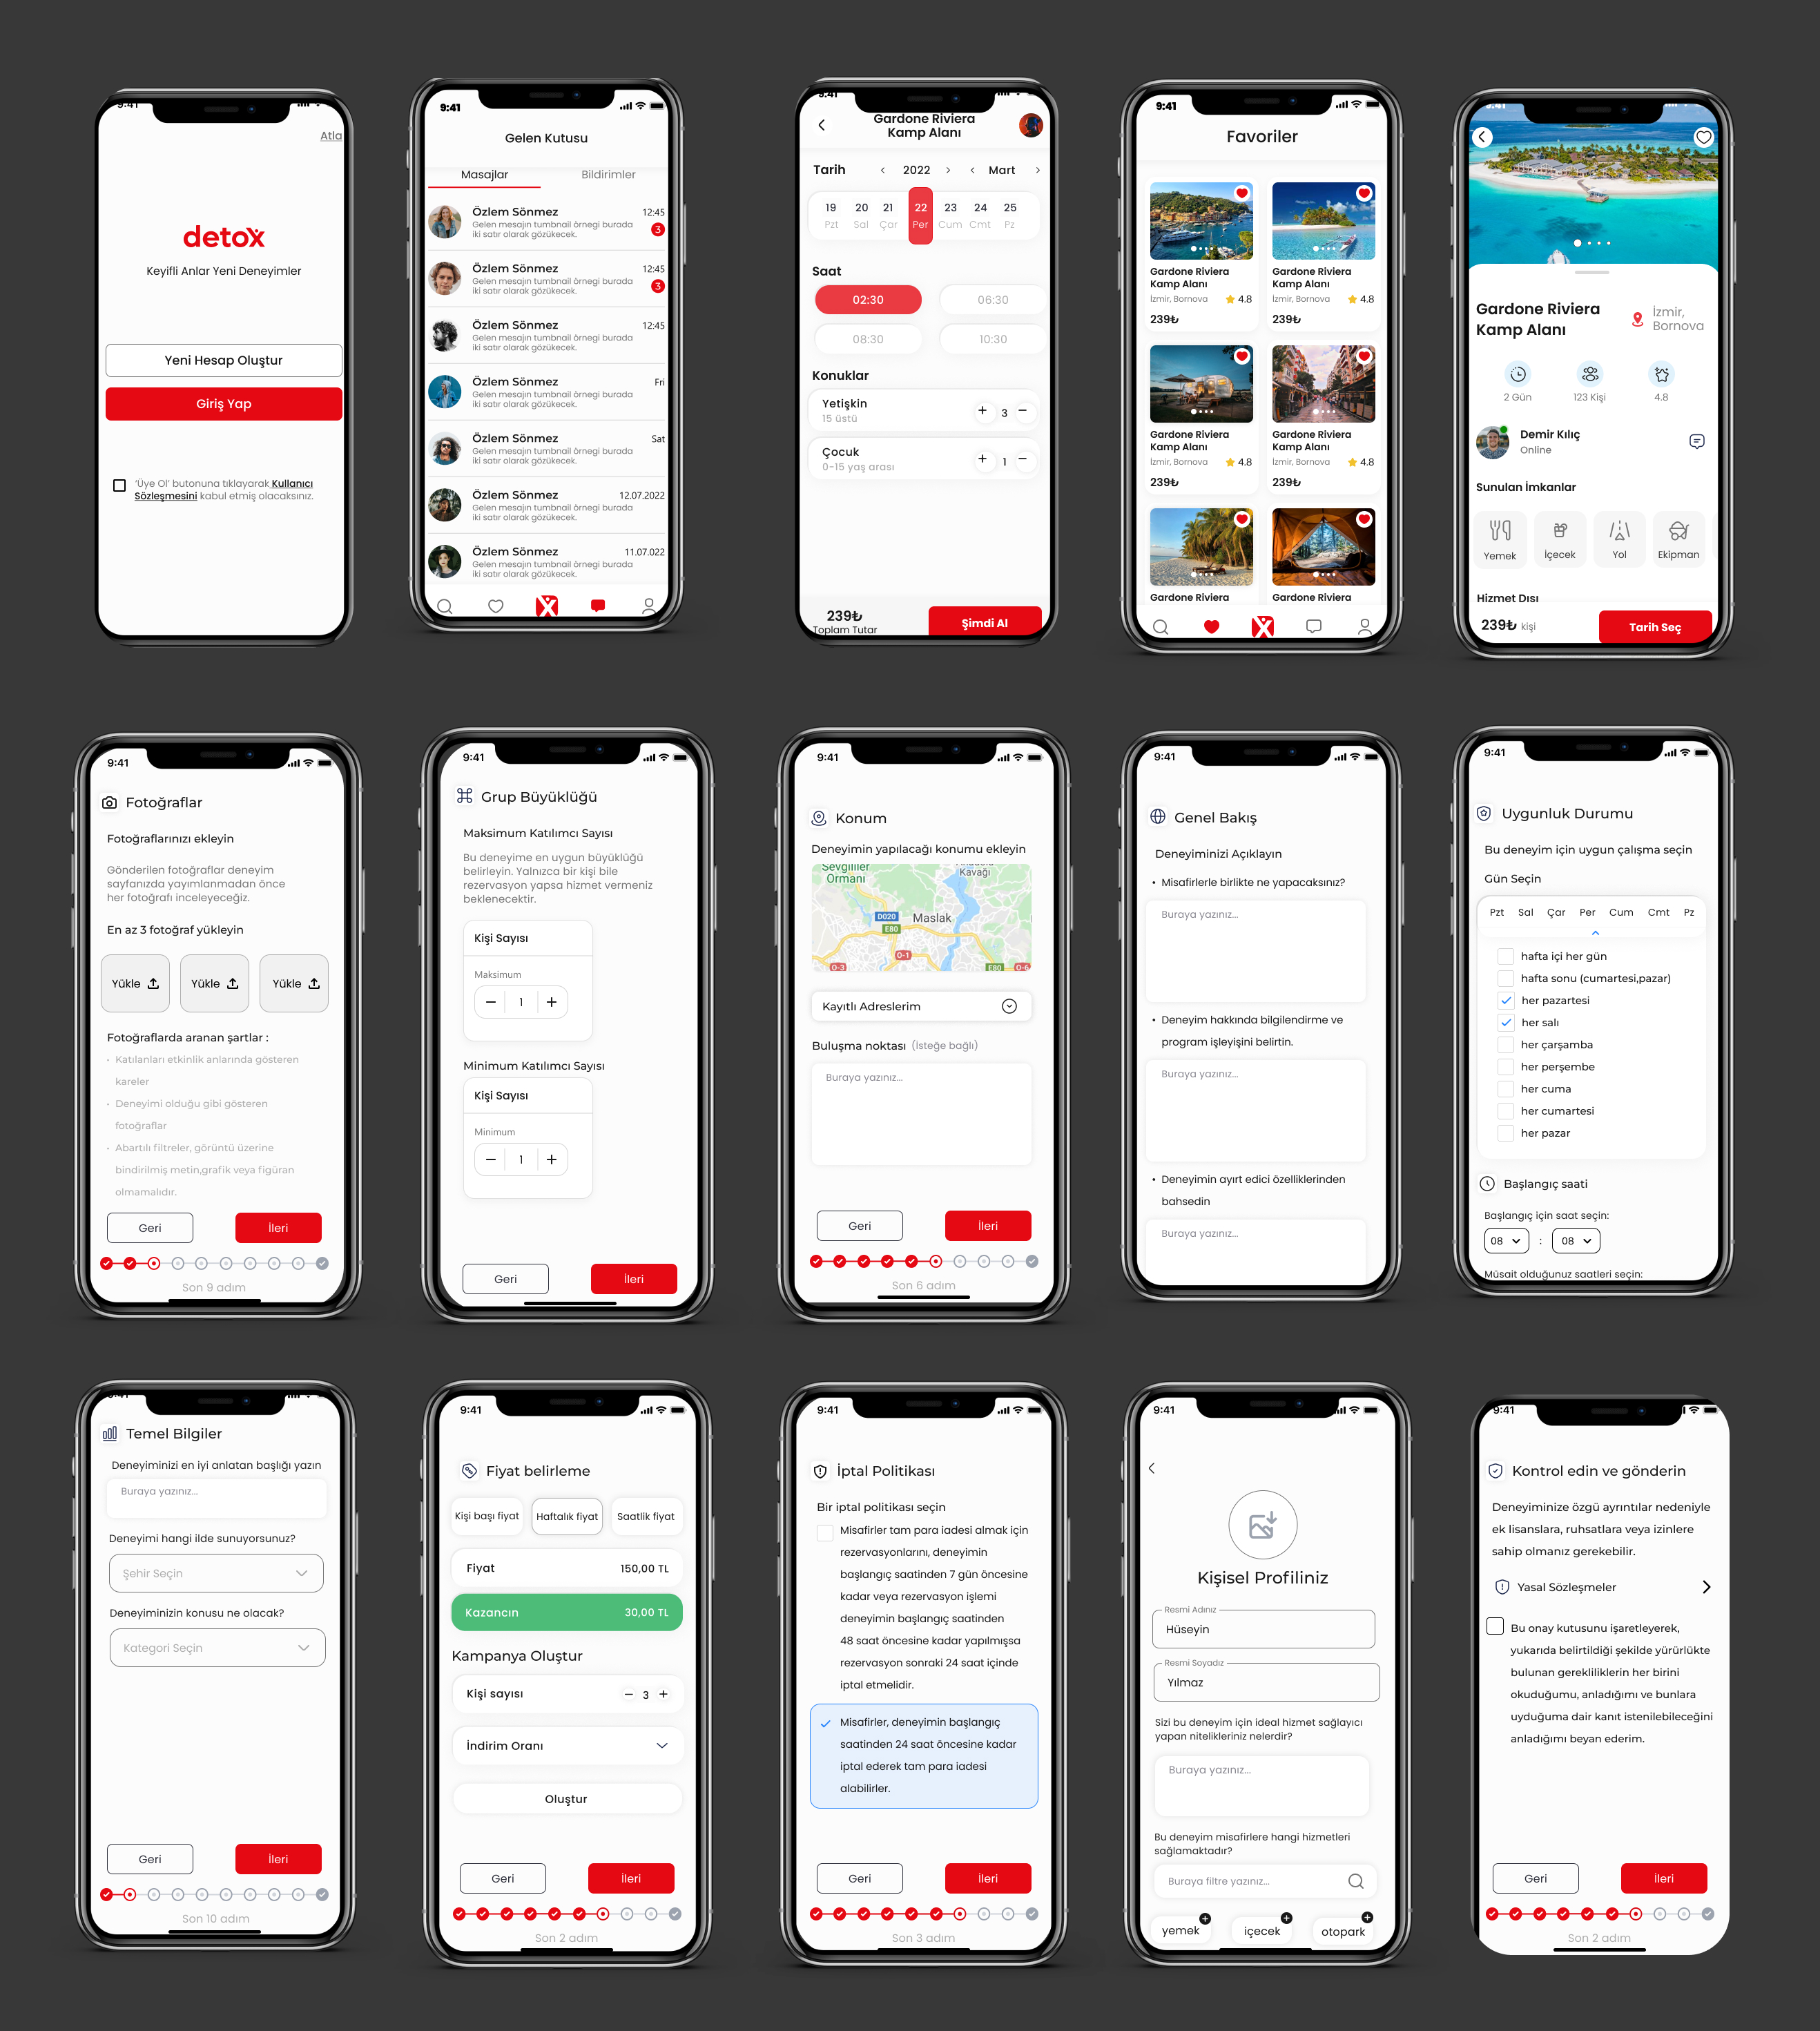 9:41
Atla
detox
Keyifli Anlar Yeni Deneyimler
Yeni Hesap Oluştur
Giriş Yap
'Üye Ol' butonuna tıklayarak Kullanıcı
Sözleşmesini kabul etmiş olacaksınız.
9:41
Gelen Kutusu
Masajlar Bildirimler
Özlem Sönmez 12:45
Gelen mesajın tumbnail örnegi burada
iki satır olarak gözükecek. 3
Özlem Sönmez 12:45
Gelen mesajın tumbnail örnegi burada
iki satır olarak gözükecek. 3
Özlem Sönmez 12:45
Gelen mesajın tumbnail örnegi burada
iki satır olarak gözükecek.
Özlem Sönmez Fri
Gelen mesajın tumbnail örnegi burada
iki satır olarak gözükecek.
Özlem Sönmez Sat
Gelen mesajın tumbnail örnegi burada
iki satır olarak gözükecek.
Özlem Sönmez 12.07.2022
Gelen mesajın tumbnail örnegi burada
iki satır olarak gözükecek.
Özlem Sönmez 11.07.022
Gelen mesajın tumbnail örnegi burada
iki satır olarak gözükecek.
9:41
Gardone Riviera
Kamp Alanı
Tarih 2022 Mart
19 20 21 22 23 24 25
Pzt Sal Çar Per Cum Cmt Pz
Saat
02:30 06:30
08:30 10:30
Konuklar
Yetişkin
15 üstü
+ 3 −
Çocuk
0-15 yaş arası
+ 1 −
239₺
Toplam Tutar
Şimdi Al
9:41
Favoriler
Gardone Riviera Gardone Riviera
Kamp Alanı Kamp Alanı
İzmir, Bornova 4.8 İzmir, Bornova 4.8
239₺ 239₺
Gardone Riviera Gardone Riviera
Kamp Alanı Kamp Alanı
İzmir, Bornova 4.8 İzmir, Bornova 4.8
239₺ 239₺
Gardone Riviera Gardone Riviera
Gardone Riviera
Kamp Alanı
İzmir,
Bornova
2 Gün 123 Kişi 4.8
Demir Kılıç
Online
Sunulan İmkanlar
Yemek İçecek Yol Ekipman
Hizmet Dışı
239₺ kişi
Tarih Seç
9:41
Fotoğraflar
Fotoğraflarınızı ekleyin
Gönderilen fotoğraflar deneyim
sayfanızda yayımlanmadan önce
her fotoğrafı inceleyeceğiz.
En az 3 fotoğraf yükleyin
Yükle Yükle Yükle
Fotoğraflarda aranan şartlar :
• Katılanları etkinlik anlarında gösteren
kareler
• Deneyimi olduğu gibi gösteren
fotoğraflar
• Abartılı filtreler, görüntü üzerine
bindirilmiş metin,grafik veya figüran
olmamalıdır.
Geri İleri
Son 9 adım
9:41
Grup Büyüklüğü
Maksimum Katılımcı Sayısı
Bu deneyime en uygun büyüklüğü
belirleyin. Yalnızca bir kişi bile
rezervasyon yapsa hizmet vermeniz
beklenecektir.
Kişi Sayısı
Maksimum
− 1 +
Minimum Katılımcı Sayısı
Kişi Sayısı
Minimum
− 1 +
Geri İleri
9:41
Konum
Deneyimin yapılacağı konumu ekleyin
Sevgililer
Ormanı
Anadolu
Kavağı
D020
Maslak
E80
O-1
O-3
E80
O-6
Kayıtlı Adreslerim
Buluşma noktası (İsteğe bağlı)
Buraya yazınız...
Geri İleri
Son 6 adım
9:41
Genel Bakış
Deneyiminizi Açıklayın
• Misafirlerle birlikte ne yapacaksınız?
Buraya yazınız...
• Deneyim hakkında bilgilendirme ve
program işleyişini belirtin.
Buraya yazınız...
• Deneyimin ayırt edici özelliklerinden
bahsedin
Buraya yazınız...
9:41
Uygunluk Durumu
Bu deneyim için uygun çalışma seçin
Gün Seçin
Pzt Sal Çar Per Cum Cmt Pz
hafta içi her gün
hafta sonu (cumartesi,pazar)
her pazartesi
her salı
her çarşamba
her perşembe
her cuma
her cumartesi
her pazar
Başlangıç saati
Başlangıç için saat seçin:
08 : 08
Müsait olduğunuz saatleri seçin:
Temel Bilgiler
Deneyiminizi en iyi anlatan başlığı yazın
Buraya yazınız...
Deneyimi hangi ilde sunuyorsunuz?
Şehir Seçin
Deneyiminizin konusu ne olacak?
Kategori Seçin
Geri İleri
Son 10 adım
9:41
Fiyat belirleme
Kişi başı fiyat Haftalık fiyat Saatlik fiyat
Fiyat 150,00 TL
Kazancın 30,00 TL
Kampanya Oluştur
Kişi sayısı − 3 +
İndirim Oranı
Oluştur
Geri İleri
Son 2 adım
9:41
İptal Politikası
Bir iptal politikası seçin
Misafirler tam para iadesi almak için
rezervasyonlarını, deneyimin
başlangıç saatinden 7 gün öncesine
kadar veya rezervasyon işlemi
deneyimin başlangıç saatinden
48 saat öncesine kadar yapılmışsa
rezervasyon sonraki 24 saat içinde
iptal etmelidir.
Misafirler, deneyimin başlangıç
saatinden 24 saat öncesine kadar
iptal ederek tam para iadesi
alabilirler.
Geri İleri
Son 3 adım
9:41
Kişisel Profiliniz
Resmi Adınız
Hüseyin
Resmi Soyadız
Yılmaz
Sizi bu deneyim için ideal hizmet sağlayıcı
yapan nitelikleriniz nelerdir?
Buraya yazınız...
Bu deneyim misafirlere hangi hizmetleri
sağlamaktadır?
Buraya filtre yazınız...
yemek içecek otopark
9:41
Kontrol edin ve gönderin
Deneyiminize özgü ayrıntılar nedeniyle
ek lisanslara, ruhsatlara veya izinlere
sahip olmanız gerekebilir.
Yasal Sözleşmeler
Bu onay kutusunu işaretleyerek,
yukarıda belirtildiği şekilde yürürlükte
bulunan gerekliliklerin her birini
okuduğumu, anladığımı ve bunlara
uyduğuma dair kanıt istenilebileceğini
anladığımı beyan ederim.
Geri İleri
Son 2 adım